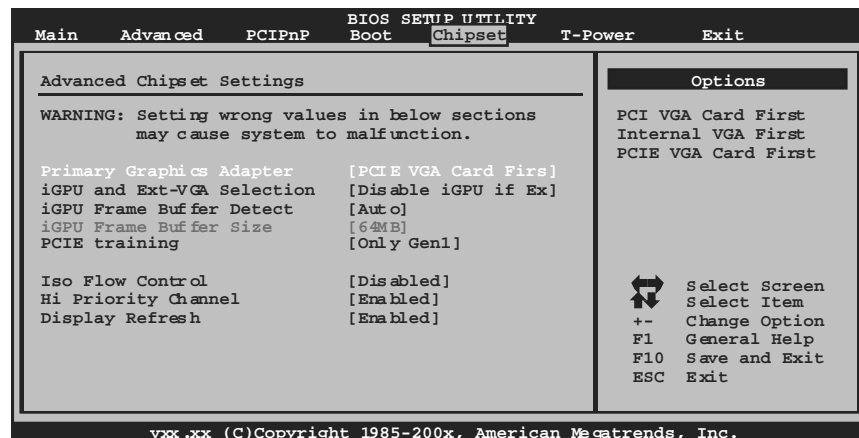 BIOS SETUP UTILITY
Main Advanced PCIPnP Boot Chipset T-Power Exit
Advanced Chipset Settings
WARNING: Setting wrong values in below sections
may cause system to malfunction.
Primary Graphics Adapter [PCIE VGA Card Firs]
iGPU and Ext-VGA Selection [Disable iGPU if Ex]
iGPU Frame Buffer Detect [Auto]
iGPU Frame Buffer Size [64MB]
PCIE training [Only Gen1]
Iso Flow Control [Disabled]
Hi Priority Channel [Enabled]
Display Refresh [Enabled]
Options
PCI VGA Card First
Internal VGA First
PCIE VGA Card First
Select Screen
Select Item
+- Change Option
F1 General Help
F10 Save and Exit
ESC Exit
vxx.xx (C)Copyright 1985-200x, American Megatrends, Inc.